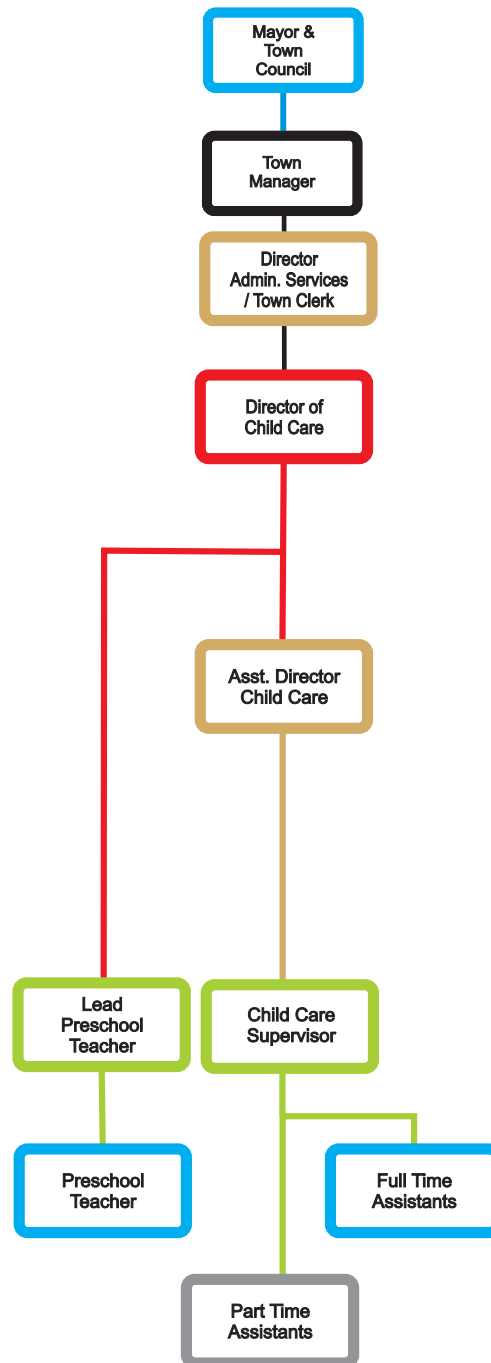 Mayor &
Town
Council
Town
Manager
Director
Admin. Services
/ Town Clerk
Director of
Child Care
Asst. Director
Child Care
Lead
Preschool
Teacher
Child Care
Supervisor
Preschool
Teacher
Full Time
Assistants
Part Time
Assistants